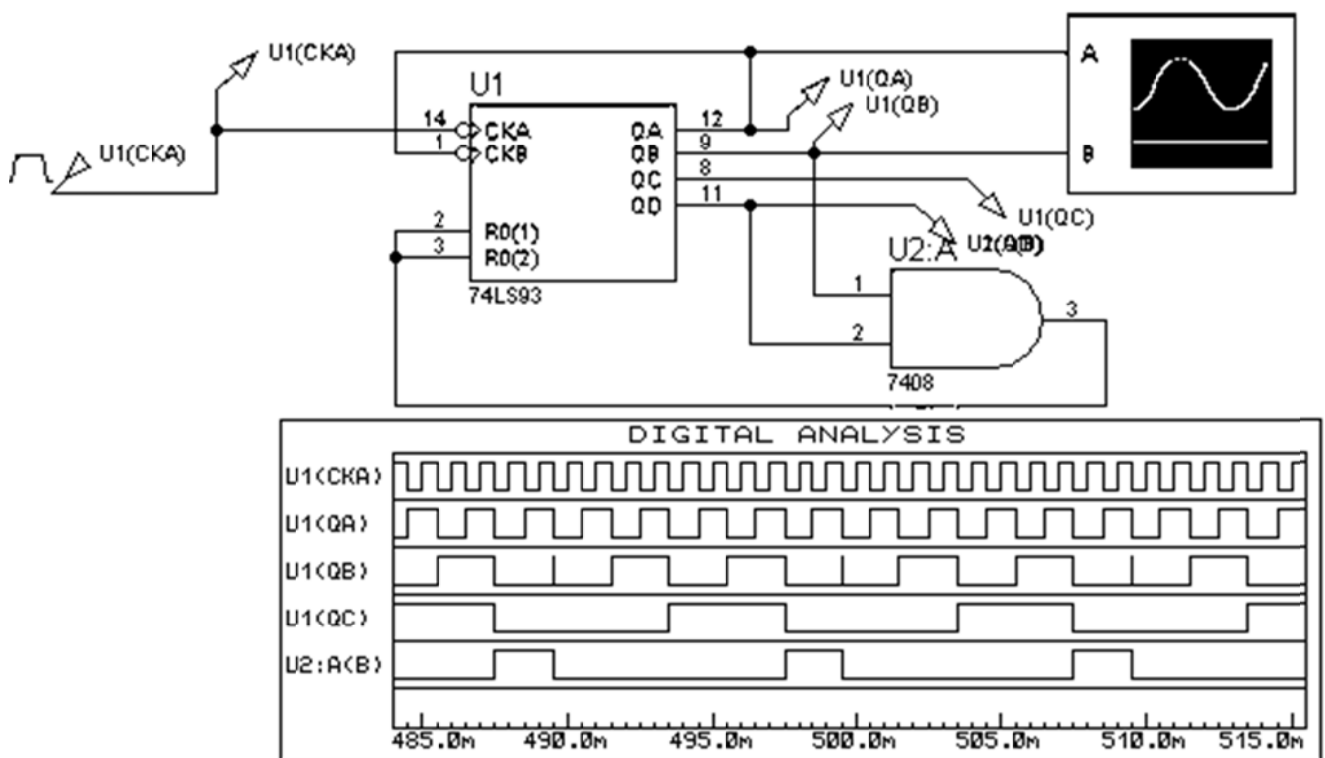 U1(CKA)
U1(CKA)
U1
14
1
CKA
CKB
2
3
R0(1)
R0(2)
QA
QB
QC
QD
12
9
8
11
74LS93
U1(QA)
U1(QB)
U1(QC)
A
B
U2:A
1
2
3
7408
DIGITAL ANALYSIS
U1(CKA)
U1(QA)
U1(QB)
U1(QC)
U2:A(B)
485.0m 490.0m 495.0m 500.0m 505.0m 510.0m 515.0m